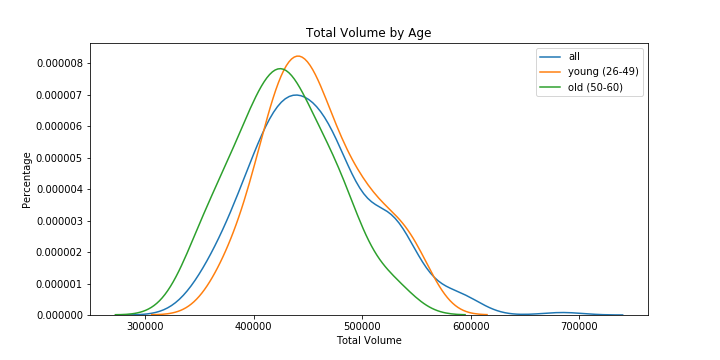 Total Volume by Age
all
young (26-49)
old (50-60)
Percentage
0.000008
0.000007
0.000006
0.000005
0.000004
0.000003
0.000002
0.000001
0.000000
300000 400000 500000 600000 700000
Total Volume